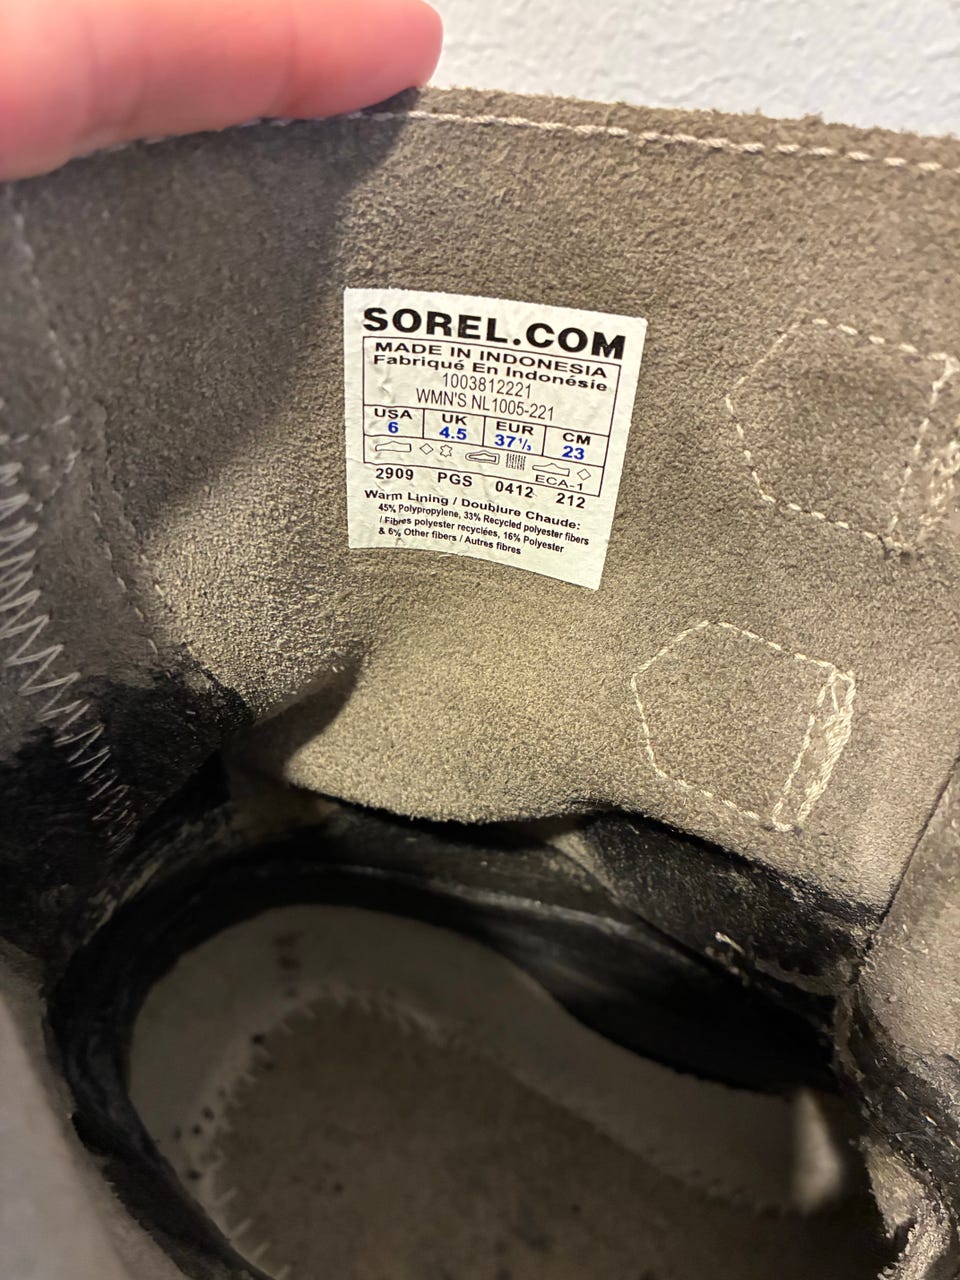 SOREL.COM
MADE IN INDONESIA
Fabriqué En Indonésie
1003812221
WMN'S NL1005-221
USA UK EUR CM
6 4.5 37⅓ 23
ECA-1
2909 PGS 0412 212
Warm Lining / Doublure Chaude:
45% Polypropylene, 33% Recycled polyester fibers
/ Fibres polyester recyclées, 16% Polyester
& 6% Other fibers / Autres fibres